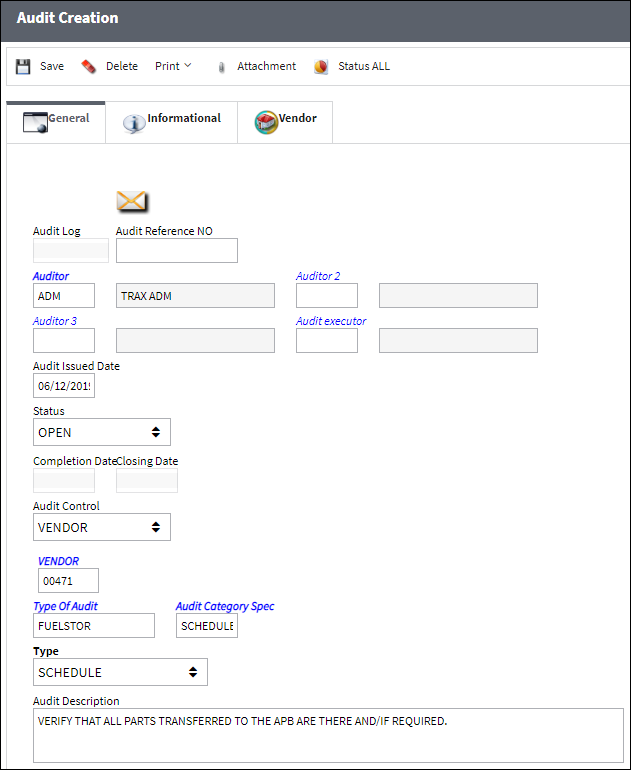 Audit Creation
Save Delete Print Attachment Status ALL
General Informational Vendor
Audit Log Audit Reference NO
Auditor Auditor 2
ADM TRAX ADM
Auditor 3 Audit executor
Audit Issued Date
06/12/201
Status
OPEN
Completion Date Closing Date
Audit Control
VENDOR
VENDOR
00471
Type Of Audit Audit Category Spec
FUELSTOR SCHEDULE
Type
SCHEDULE
Audit Description
VERIFY THAT ALL PARTS TRANSFERRED TO THE APB ARE THERE AND/IF REQUIRED.